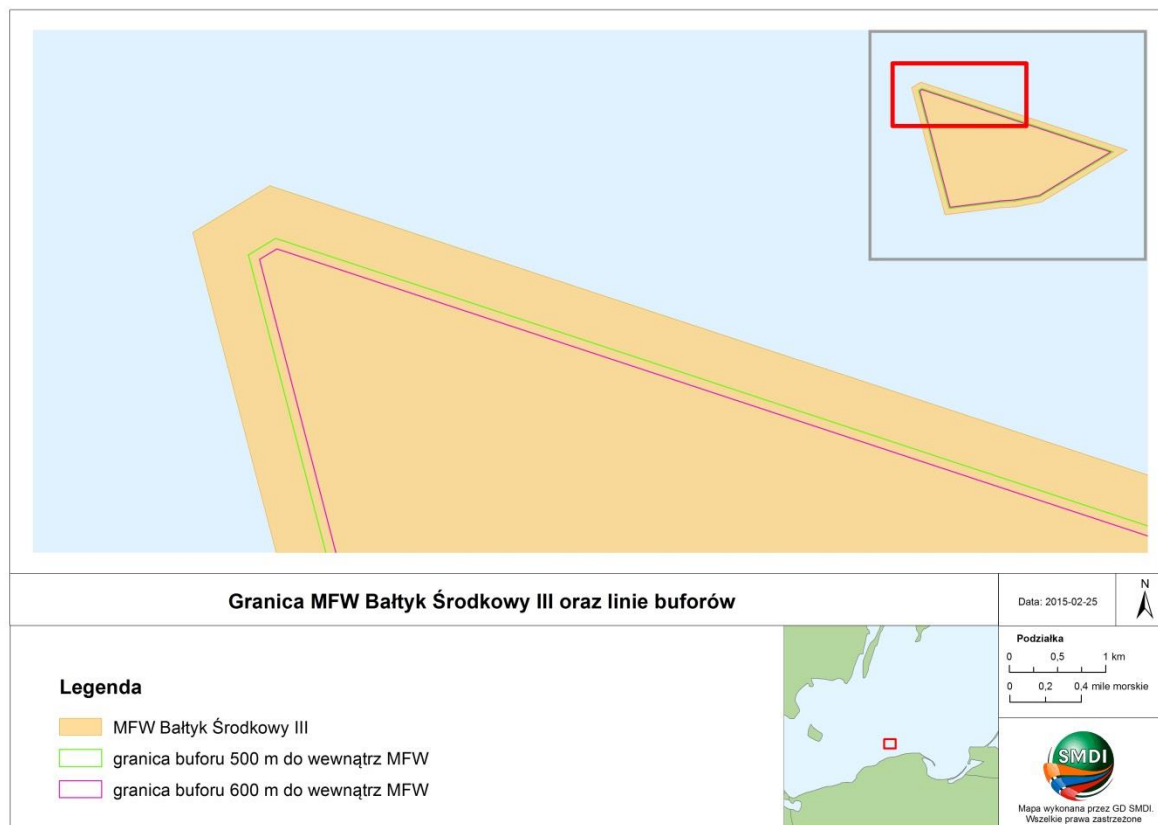 Granica MFW Bałtyk Środkowy III oraz linie buforów
Data: 2015-02-25
N
Podziałka
0 0,5 1 km
0 0,2 0,4 mile morskie
Legenda
MFW Bałtyk Środkowy III
granica buforu 500 m do wewnątrz MFW
granica buforu 600 m do wewnątrz MFW
SMDI
Mapa wykonana przez GD SMDI.
Wszelkie prawa zastrzeżone